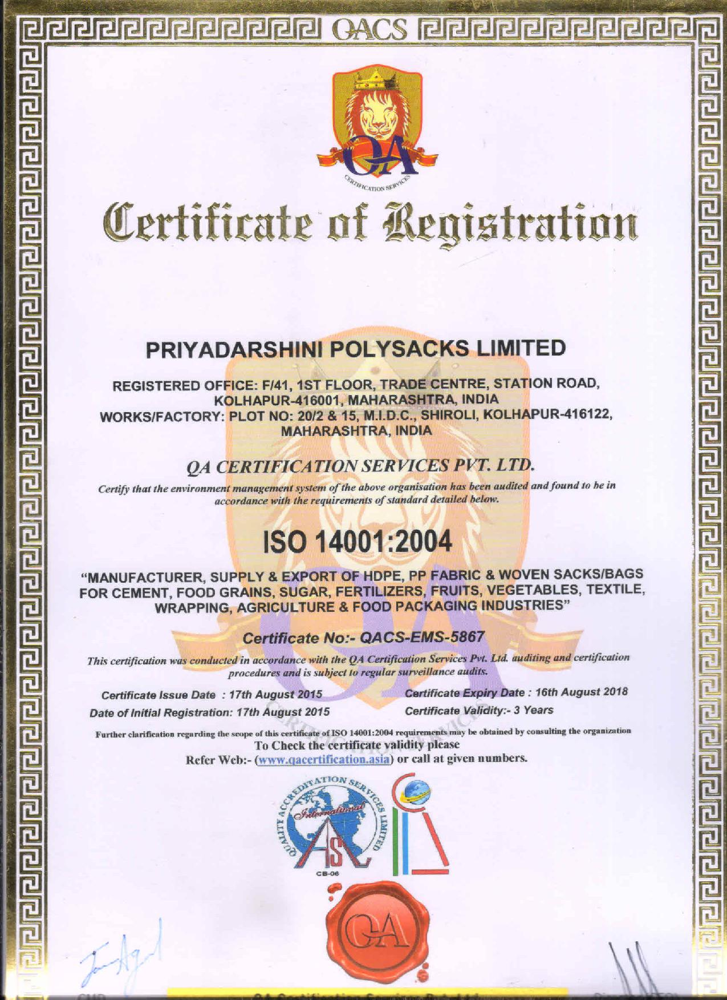 QACS
QA
CERTIFICATION SERVICES
Certificate of Registration
PRIYADARSHINI POLYSACKS LIMITED
REGISTERED OFFICE: F/41, 1ST FLOOR, TRADE CENTRE, STATION ROAD,
KOLHAPUR-416001, MAHARASHTRA, INDIA
WORKS/FACTORY: PLOT NO: 20/2 & 15, M.I.D.C., SHIROLI, KOLHAPUR-416122,
MAHARASHTRA, INDIA
QA CERTIFICATION SERVICES PVT. LTD.
Certify that the environment management system of the above organisation has been audited and found to be in
accordance with the requirements of standard detailed below.
ISO 14001:2004
“MANUFACTURER, SUPPLY & EXPORT OF HDPE, PP FABRIC & WOVEN SACKS/BAGS
FOR CEMENT, FOOD GRAINS, SUGAR, FERTILIZERS, FRUITS, VEGETABLES, TEXTILE,
WRAPPING, AGRICULTURE & FOOD PACKAGING INDUSTRIES”
Certificate No:- QACS-EMS-5867
This certification was conducted in accordance with the QA Certification Services Pvt. Ltd. auditing and certification
procedures and is subject to regular surveillance audits.
Certificate Issue Date : 17th August 2015 Certificate Expiry Date : 16th August 2018
Date of Initial Registration: 17th August 2015 Certificate Validity:- 3 Years
QA
CERTIFICATION SERVICES
Further clarification regarding the scope of this certificate of ISO 14001:2004 requirements may be obtained by consulting the organization
To Check the certificate validity please
Refer Web:- (www.qacertification.asia) or call at given numbers.
QUALITY ACCREDITATION SERVICES LIMITED
International
CB-06
QA